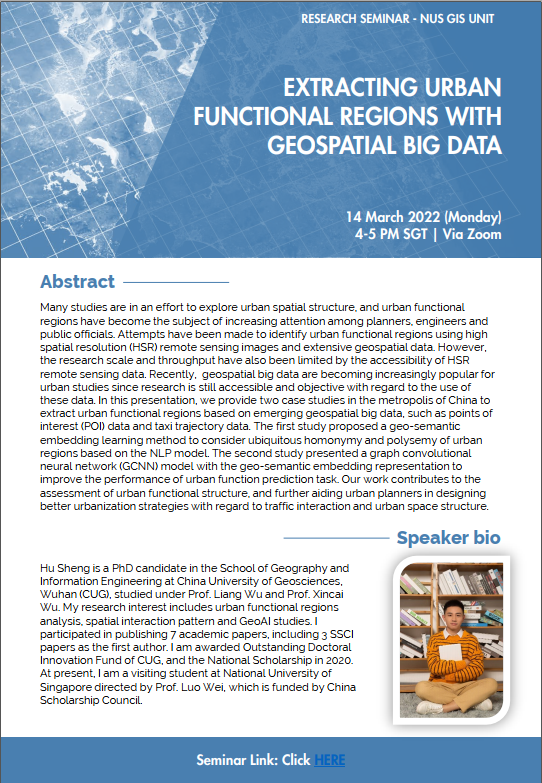 RESEARCH SEMINAR - NUS GIS UNIT
EXTRACTING URBAN
FUNCTIONAL REGIONS WITH
GEOSPATIAL BIG DATA
14 March 2022 (Monday)
4-5 PM SGT | Via Zoom
Abstract
Many studies are in an effort to explore urban spatial structure, and urban functional
regions have become the subject of increasing attention among planners, engineers and
public officials. Attempts have been made to identify urban functional regions using high
spatial resolution (HSR) remote sensing images and extensive geospatial data. However,
the research scale and throughput have also been limited by the accessibility of HSR
remote sensing data. Recently, geospatial big data are becoming increasingly popular for
urban studies since research is still accessible and objective with regard to the use of
these data. In this presentation, we provide two case studies in the metropolis of China to
extract urban functional regions based on emerging geospatial big data, such as points of
interest (POI) data and taxi trajectory data. The first study proposed a geo-semantic
embedding learning method to consider ubiquitous homonymy and polysemy of urban
regions based on the NLP model. The second study presented a graph convolutional
neural network (GCNN) model with the geo-semantic embedding representation to
improve the performance of urban function prediction task. Our work contributes to the
assessment of urban functional structure, and further aiding urban planners in designing
better urbanization strategies with regard to traffic interaction and urban space structure.
Speaker bio
Hu Sheng is a PhD candidate in the School of Geography and
Information Engineering at China University of Geosciences,
Wuhan (CUG), studied under Prof. Liang Wu and Prof. Xincai
Wu. My research interest includes urban functional regions
analysis, spatial interaction pattern and GeoAI studies. I
participated in publishing 7 academic papers, including 3 SSCI
papers as the first author. I am awarded Outstanding Doctoral
Innovation Fund of CUG, and the National Scholarship in 2020.
At present, I am a visiting student at National University of
Singapore directed by Prof. Luo Wei, which is funded by China
Scholarship Council.
Seminar Link: Click HERE